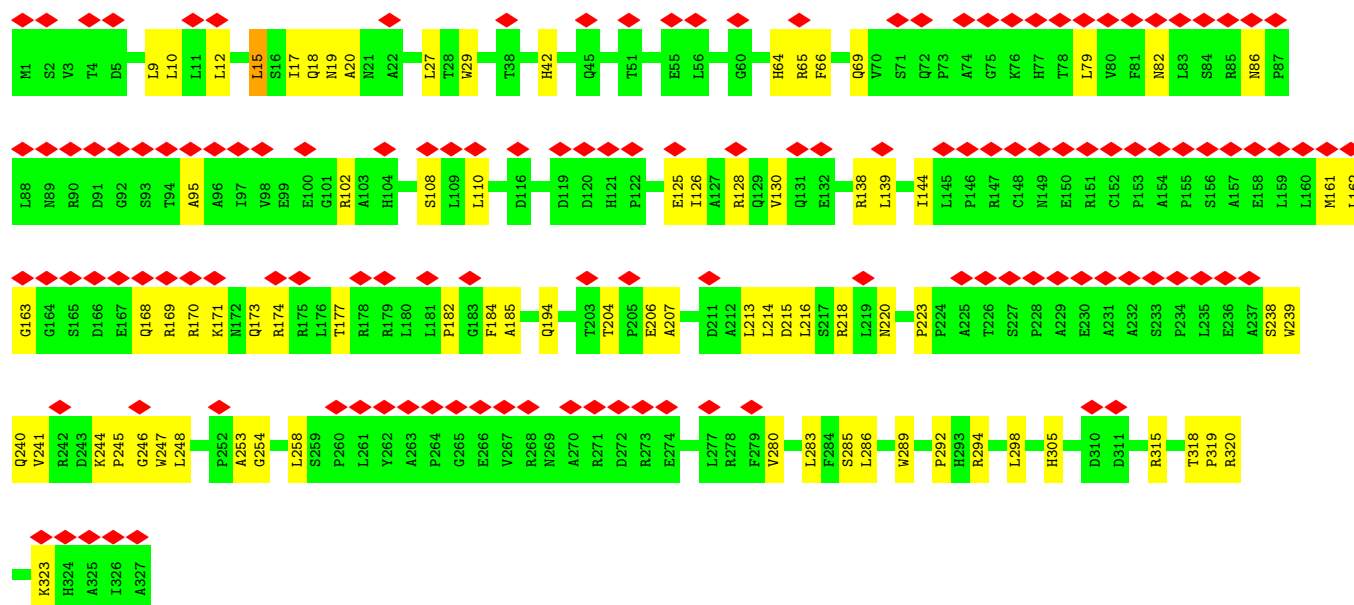 M1 S2 V3 T4 D5 L9 L10 L11 L12 L15 S16 I17 Q18 N19 A20 N21 A22 L27 T28 W29 T38 H42 Q45 T51 E55 L56 G60 H64 R65 F66 Q69 V70 S71 Q72 P73 A74 G75 K76 H77 T78 L79 V80 F81 N82 L83 S84 R85 N86 P87
L88 N89 R90 D91 G92 S93 T94 A95 A96 I97 V98 E99 E100 G101 R102 A103 H104 S108 L109 L110 D116 D119 D120 H121 P122 E125 I126 A127 R128 Q129 V130 Q131 E132 R138 L139 I144 L145 P146 R147 C148 N149 E150 R151 C152 P153 A154 P155 S156 A157 E158 L159 L160 M161 L162
G163 G164 S165 D166 E167 Q168 R169 R170 K171 N172 Q173 R174 R175 L176 T177 R178 R179 L180 L181 P182 G183 F184 A185 Q194 T203 T204 P205 E206 A207 D211 A212 L213 L214 D215 L216 S217 R218 L219 N220 P223 P224 A225 T226 S227 P228 A229 E230 A231 A232 S233 P234 L235 E236 A237 S238 W239
Q240 V241 R242 D243 K244 P245 G246 W247 L248 P252 A253 G254 L258 S259 P260 L261 Y262 A263 P264 G265 E266 V267 R268 N269 A270 R271 D272 R273 E274 L277 R278 F279 V280 L283 F284 S285 L286 W289 P292 H293 R294 L298 H305 D310 D311 R315 T318 P319 R320
K323 H324 A325 I326 A327